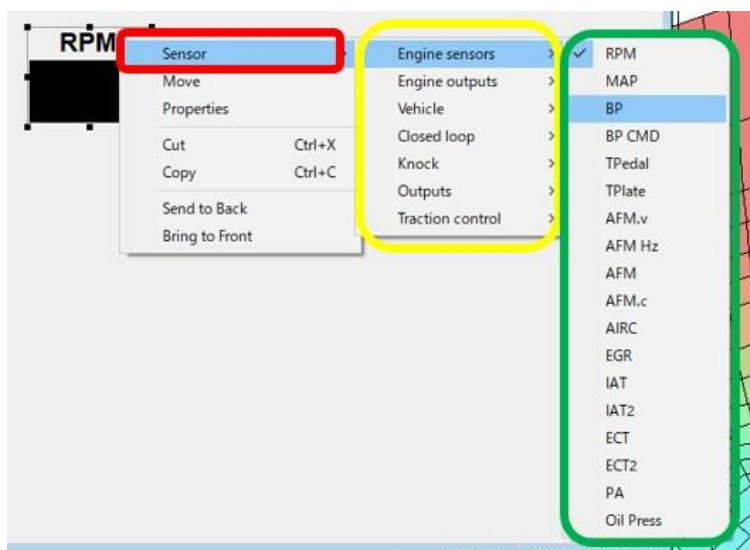 RPM
Sensor
Move
Properties
Cut Ctrl+X
Copy Ctrl+C
Send to Back
Bring to Front
Engine sensors
Engine outputs
Vehicle
Closed loop
Knock
Outputs
Traction control
RPM
MAP
BP
BP CMD
TPedal
TPlate
AFM.v
AFM Hz
AFM
AFM.c
AIRC
EGR
IAT
IAT2
ECT
ECT2
PA
Oil Press